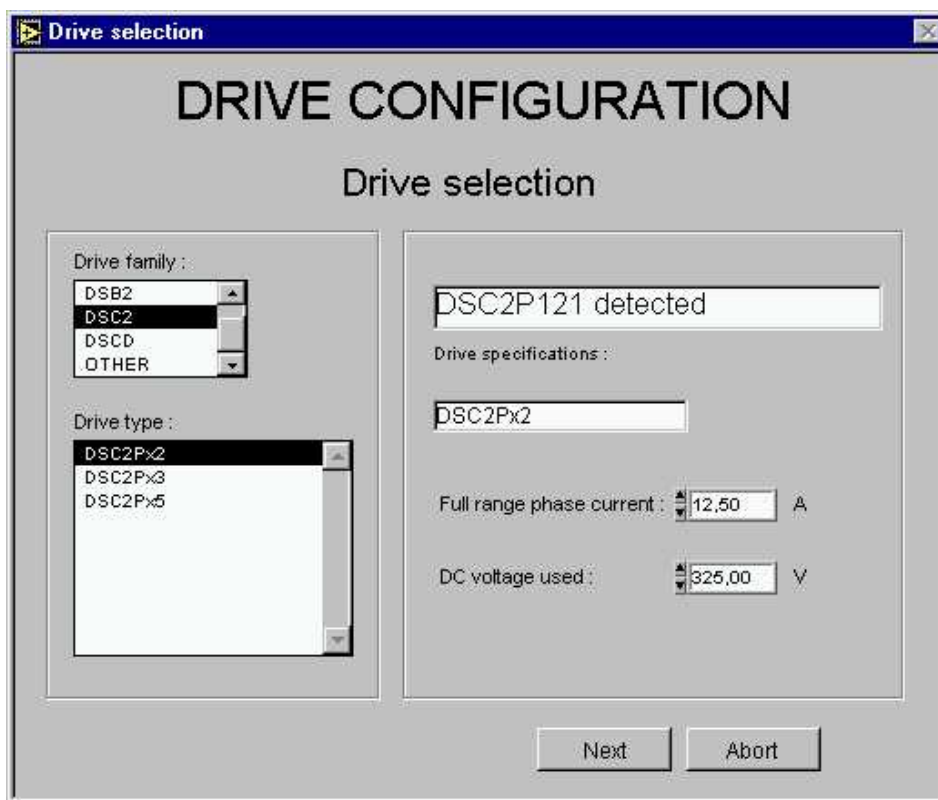 Drive selection
DRIVE CONFIGURATION
Drive selection
Drive family :
DSB2
DSC2
DSCD
OTHER
Drive type :
DSC2Px2
DSC2Px3
DSC2Px5
DSC2P121 detected
Drive specifications :
DSC2Px2
Full range phase current : 12,50 A
DC voltage used : 325,00 V
Next Abort